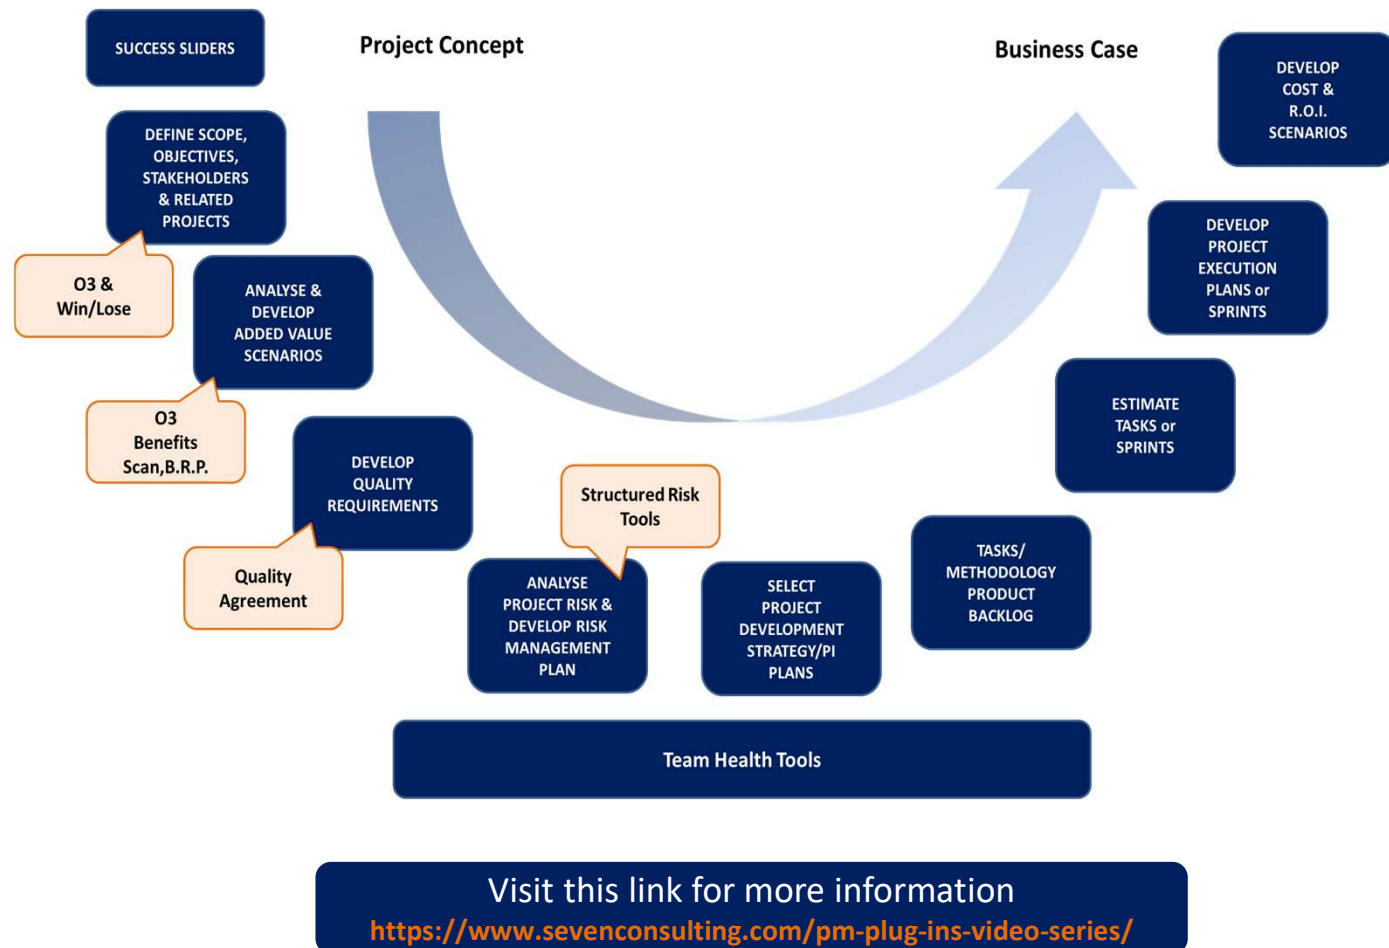 SUCCESS SLIDERS
Project Concept
Business Case
DEVELOP
COST &
R.O.I.
SCENARIOS
DEFINE SCOPE,
OBJECTIVES,
STAKEHOLDERS
& RELATED
PROJECTS
O3 &
Win/Lose
ANALYSE &
DEVELOP
ADDED VALUE
SCENARIOS
O3
Benefits
Scan,B.R.P.
DEVELOP
QUALITY
REQUIREMENTS
Quality
Agreement
Structured Risk
Tools
ANALYSE
PROJECT RISK &
DEVELOP RISK
MANAGEMENT
PLAN
SELECT
PROJECT
DEVELOPMENT
STRATEGY/PI
PLANS
TASKS/
METHODOLOGY
PRODUCT
BACKLOG
ESTIMATE
TASKS or
SPRINTS
DEVELOP
PROJECT
EXECUTION
PLANS or
SPRINTS
Team Health Tools
Visit this link for more information
https://www.sevenconsulting.com/pm-plug-ins-video-series/